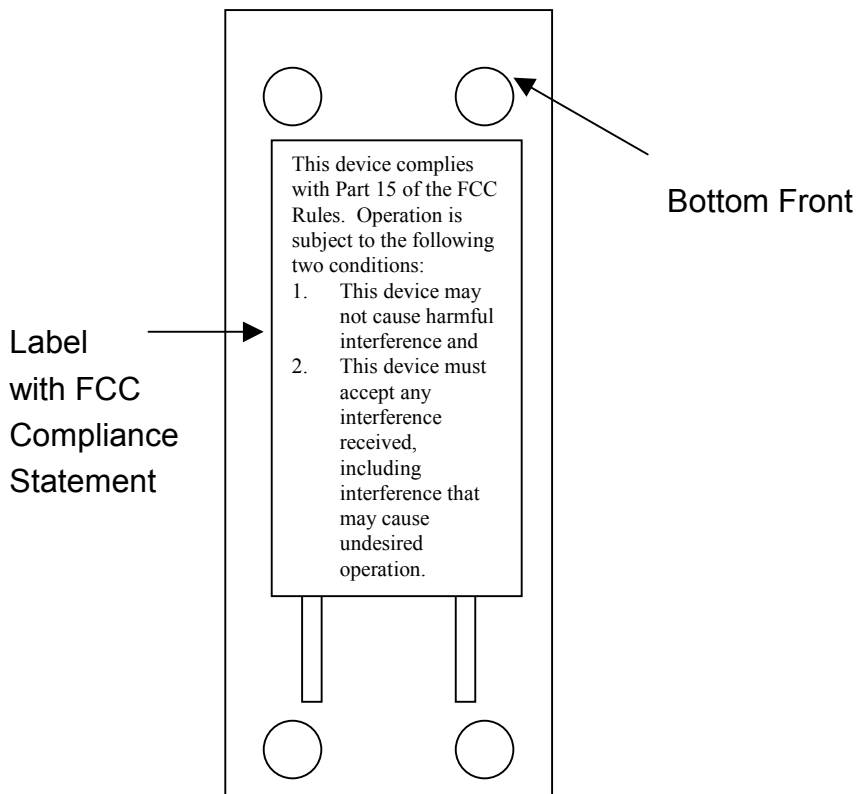 This device complies
with Part 15 of the FCC
Rules.  Operation is
subject to the following
two conditions:
1. This device may
not cause harmful
interference and
2. This device must
accept any
interference
received,
including
interference that
may cause
undesired
operation.
Bottom Front
Label
with FCC
Compliance
Statement